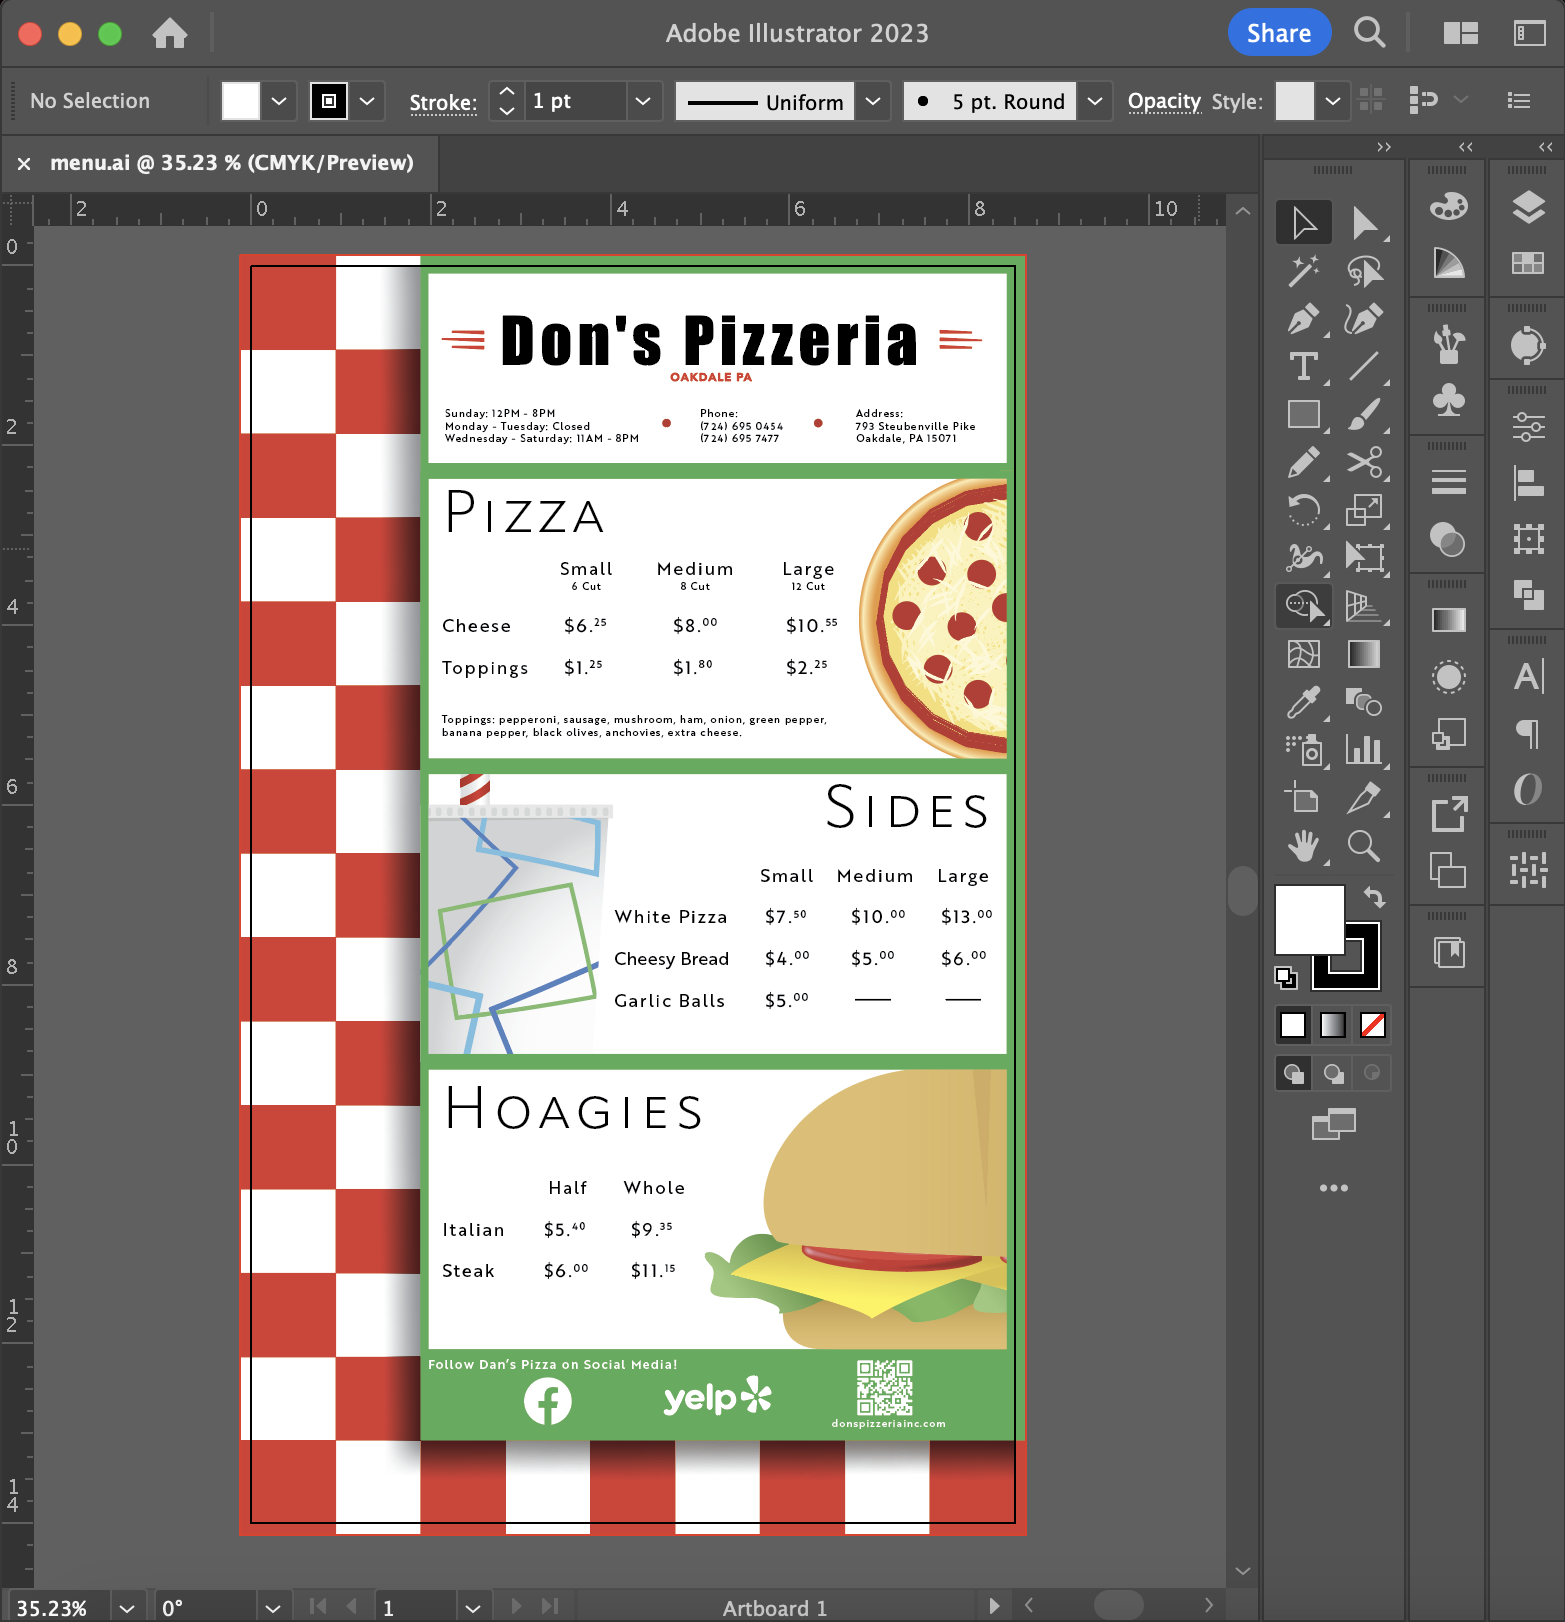 Adobe Illustrator 2023
Share
No Selection
Stroke:
1 pt
Uniform
5 pt. Round
Opacity
Style:
menu.ai @ 35.23 % (CMYK/Preview)
2 0 2 4 6 8 10
0
2
4
6
8
10
12
14
Don's Pizzeria
OAKDALE PA
Sunday: 12PM - 8PM
Monday - Tuesday: Closed
Wednesday - Saturday: 11AM - 8PM
Phone:
(724) 695 0454
(724) 695 7477
Address:
793 Steubenville Pike
Oakdale, PA 15071
PIZZA
Small Medium Large
6 Cut 8 Cut 12 Cut
Cheese $6.25 $8.00 $10.55
Toppings $1.25 $1.80 $2.25
Toppings: pepperoni, sausage, mushroom, ham, onion, green pepper,
banana pepper, black olives, anchovies, extra cheese.
SIDES
Small Medium Large
White Pizza $7.50 $10.00 $13.00
Cheesy Bread $4.00 $5.00 $6.00
Garlic Balls $5.00 — —
HOAGIES
Half Whole
Italian $5.40 $9.35
Steak $6.00 $11.15
Follow Dan's Pizza on Social Media!
yelp
donspizzeriainc.com
35.23%
0°
1
Artboard 1